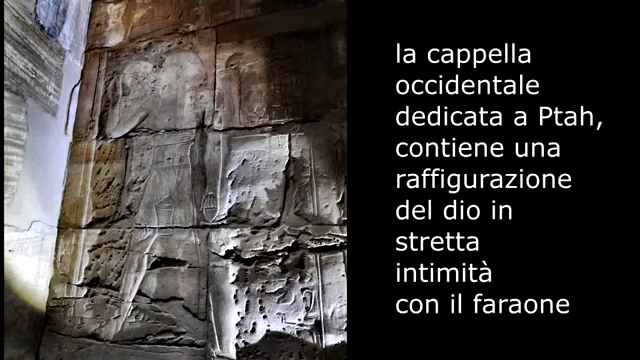 la cappella
occidentale
dedicata a Ptah,
contiene una
raffigurazione
del dio in
stretta
intimità
con il faraone